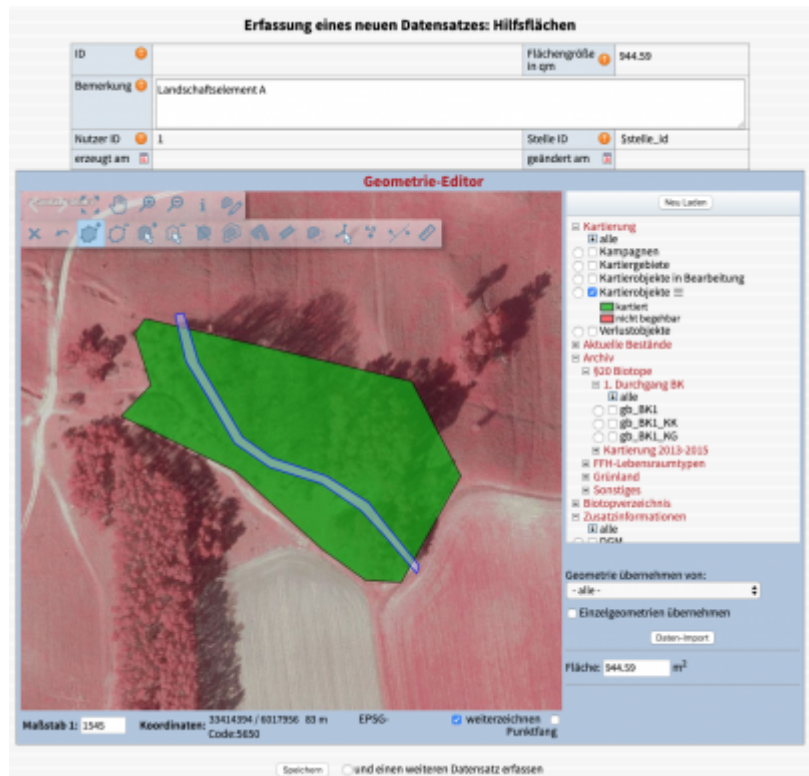 Erfassung eines neuen Datensatzes: Hilfsflächen
ID
Flächengröße in qm 944.59
Bemerkung Landschaftselement A
Nutzer ID 1 Stelle ID $stelle_id
erzeugt am geändert am
Geometrie-Editor
Neu Laden
Kartierung
alle
Kampagnen
Kartiergebiete
Kartierobjekte in Bearbeitung
Kartierobjekte
kartiert
nicht begehbar
Verlustobjekte
Aktuelle Bestände
Archiv
§20 Biotope
1. Durchgang BK
alle
gb_BK1
gb_BK1_KK
gb_BK1_KG
Kartierung 2013-2015
FFH-Lebensraumtypen
Grünland
Sonstiges
Biotopverzeichnis
Zusatzinformationen
alle
DGM
Geometrie übernehmen von:
- alle -
Einzelgeometrien übernehmen
Daten-Import
Fläche: 944.59 m²
Maßstab 1: 1545 Koordinaten: 33414394 / 6017956 83 m EPSG-Code:5650 weiterzeichnen
Punktfang
Speichern und einen weiteren Datensatz erfassen